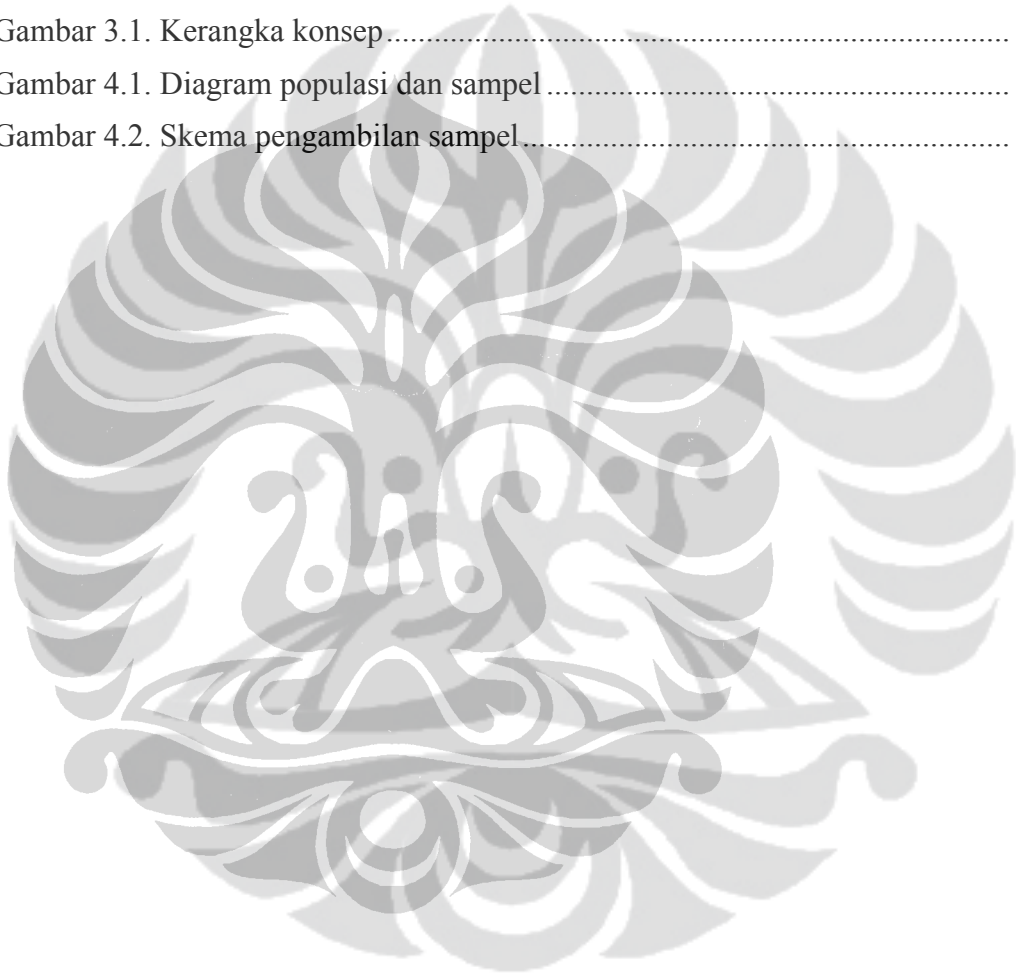 Gambar 3.1. Kerangka konsep..............................................................................
Gambar 4.1. Diagram populasi dan sampel..........................................................
Gambar 4.2. Skema pengambilan sampel.............................................................